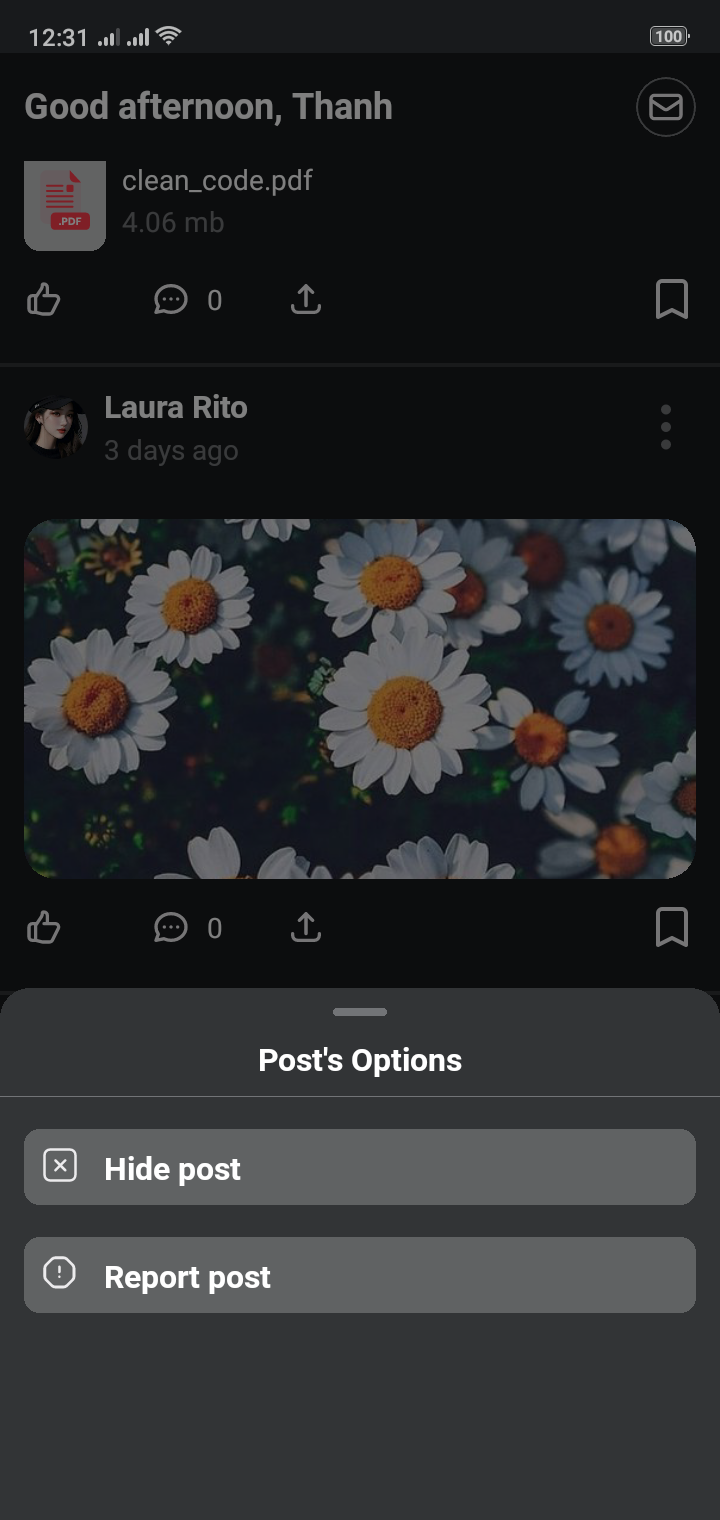 12:31
100
Good afternoon, Thanh
clean_code.pdf
.PDF
4.06 mb
0
Laura Rito
3 days ago
0
Post's Options
Hide post
Report post